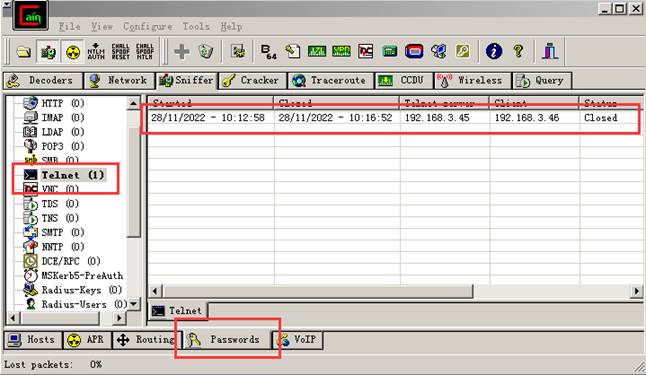 Cain
File View Configure Tools Help
NTLM AUTH CHALL SPOOF RESET CHALL SPOOF NTLM B 64
Decoders Network Sniffer Cracker Traceroute CCDU Wireless Query
HTTP (0)
IMAP (0)
LDAP (0)
POP3 (0)
SMB (0)
Telnet (1)
VNC (0)
TDS (0)
TNS (0)
SMTP (0)
NNTP (0)
DCE/RPC (0)
MSKerb5-PreAuth
Radius-Keys (0)
Radius-Users (0)
Started Closed Telnet server Client Status
28/11/2022 - 10:12:58 28/11/2022 - 10:16:52 192.168.3.45 192.168.3.46 Closed
Telnet
Hosts APR Routing Passwords VoIP
Lost packets: 0%